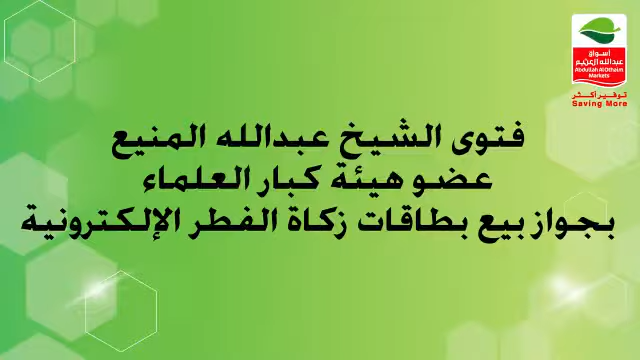 أسواق
عبدالله العثيم
Abdullah AlOthaim
Markets
توفير أكثر
Saving More
فتوى الشيخ عبدالله المنيع
عضو هيئة كبار العلماء
بجواز بيع بطاقات زكاة الفطر الإلكترونية